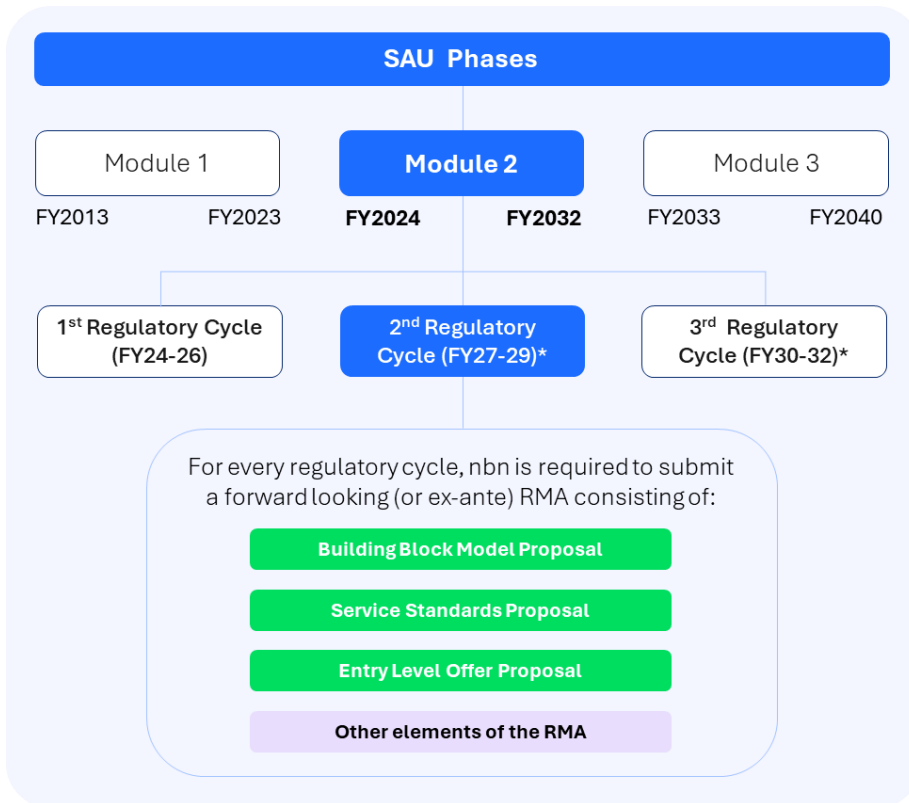 SAU Phases
Module 1
Module 2
Module 3
FY2013
FY2023
FY2024
FY2032
FY2033
FY2040
1st Regulatory Cycle
(FY24-26)
2nd Regulatory
Cycle (FY27-29)*
3rd Regulatory
Cycle (FY30-32)*
For every regulatory cycle, nbn is required to submit
a forward looking (or ex-ante) RMA consisting of:
Building Block Model Proposal
Service Standards Proposal
Entry Level Offer Proposal
Other elements of the RMA